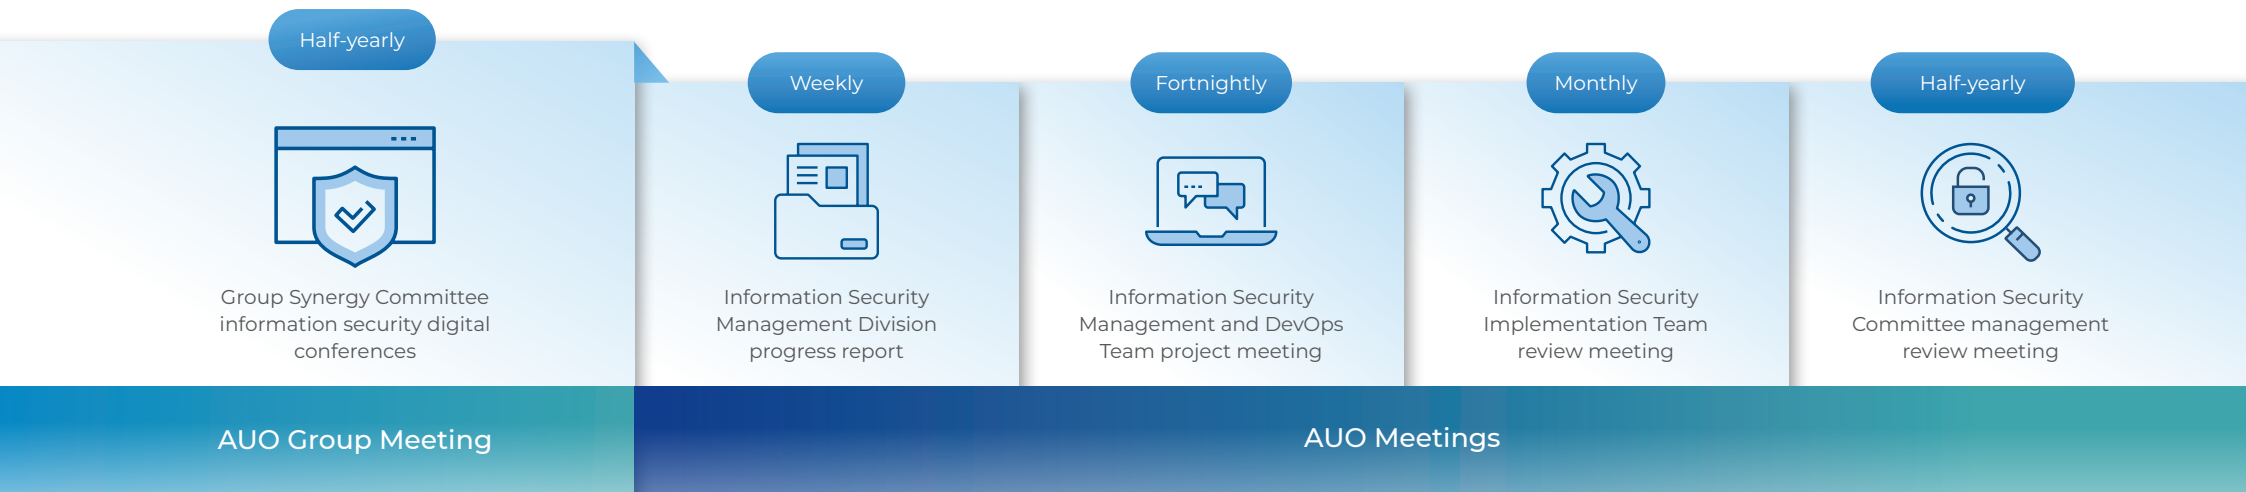 Half-yearly
Group Synergy Committee
information security digital
conferences
AUO Group Meeting
Weekly
Information Security
Management Division
progress report
Fortnightly
Information Security
Management and DevOps
Team project meeting
Monthly
Information Security
Implementation Team
review meeting
Half-yearly
Information Security
Committee management
review meeting
AUO Meetings